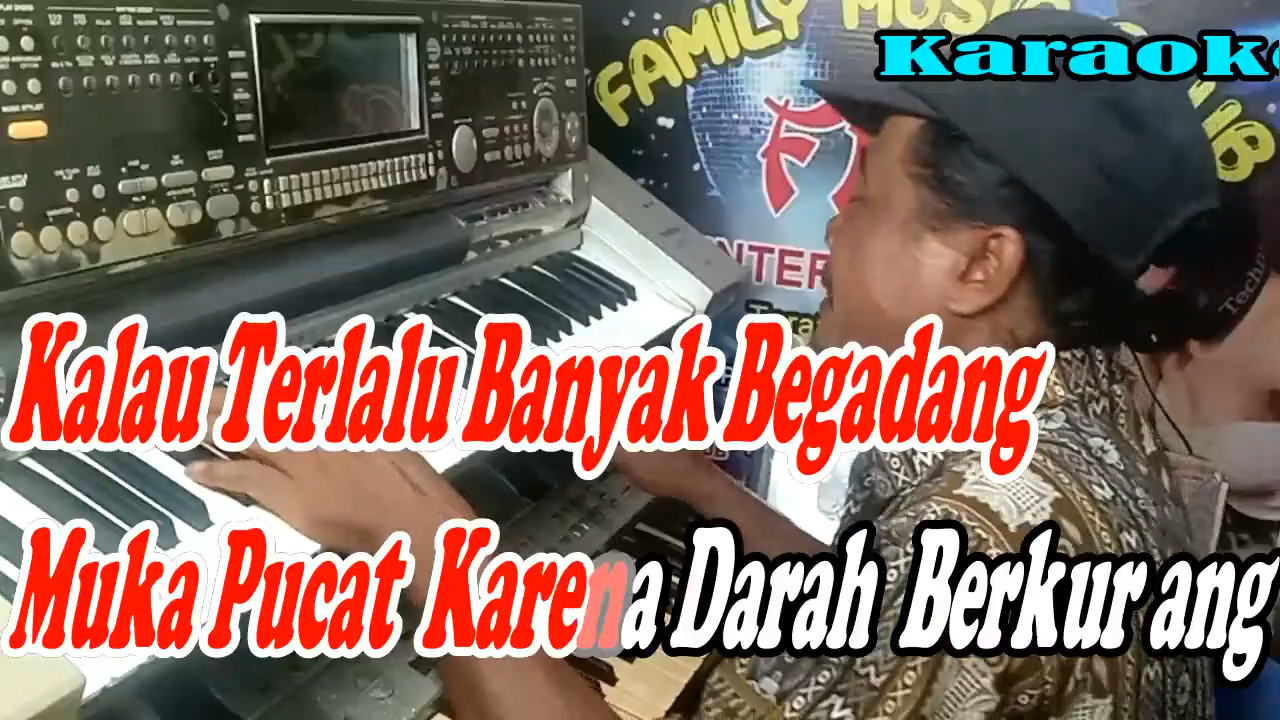 Karaoke
FAMILY MUSIC
Kalau Terlalu Banyak Begadang
Muka Pucat Karena Darah Berkur ang